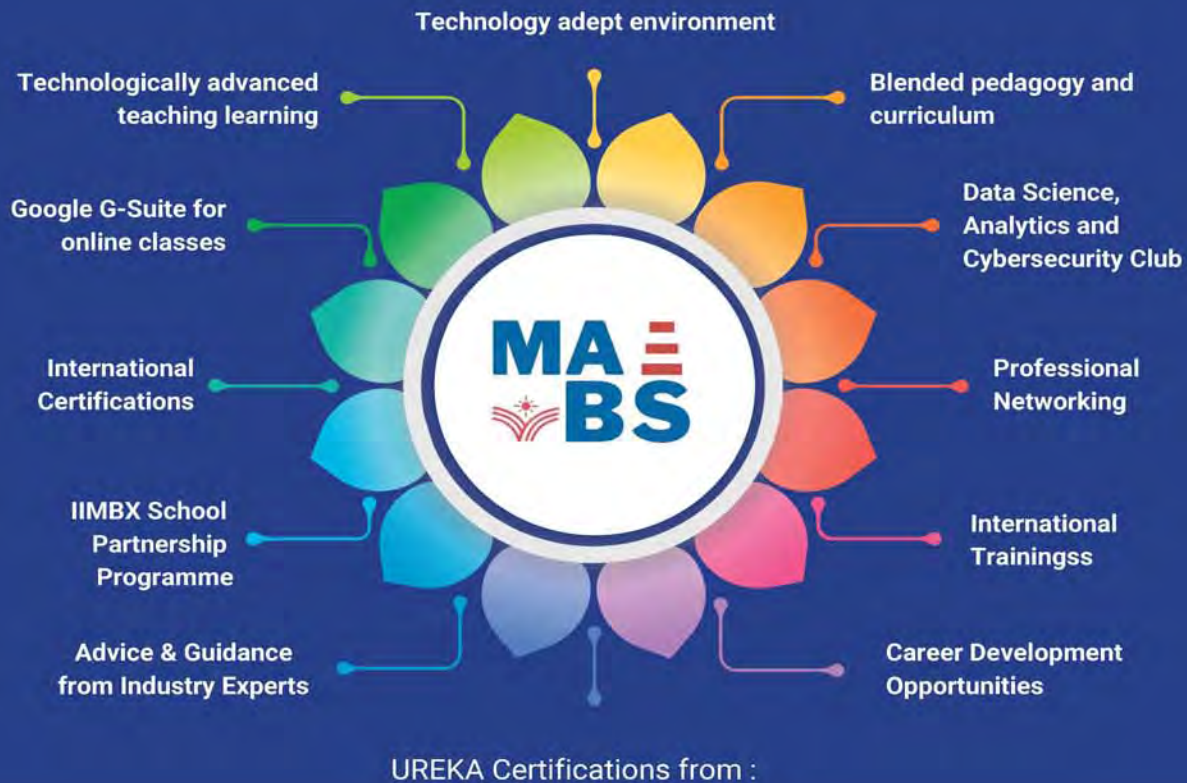 Technology adept environment
Technologically advanced
teaching learning
Blended pedagogy and
curriculum
Google G-Suite for
online classes
Data Science,
Analytics and
Cybersecurity Club
MA
BS
International
Certifications
Professional
Networking
IIMBX School
Partnership
Programme
International
Trainingss
Advice & Guidance
from Industry Experts
Career Development
Opportunities
UREKA Certifications from :